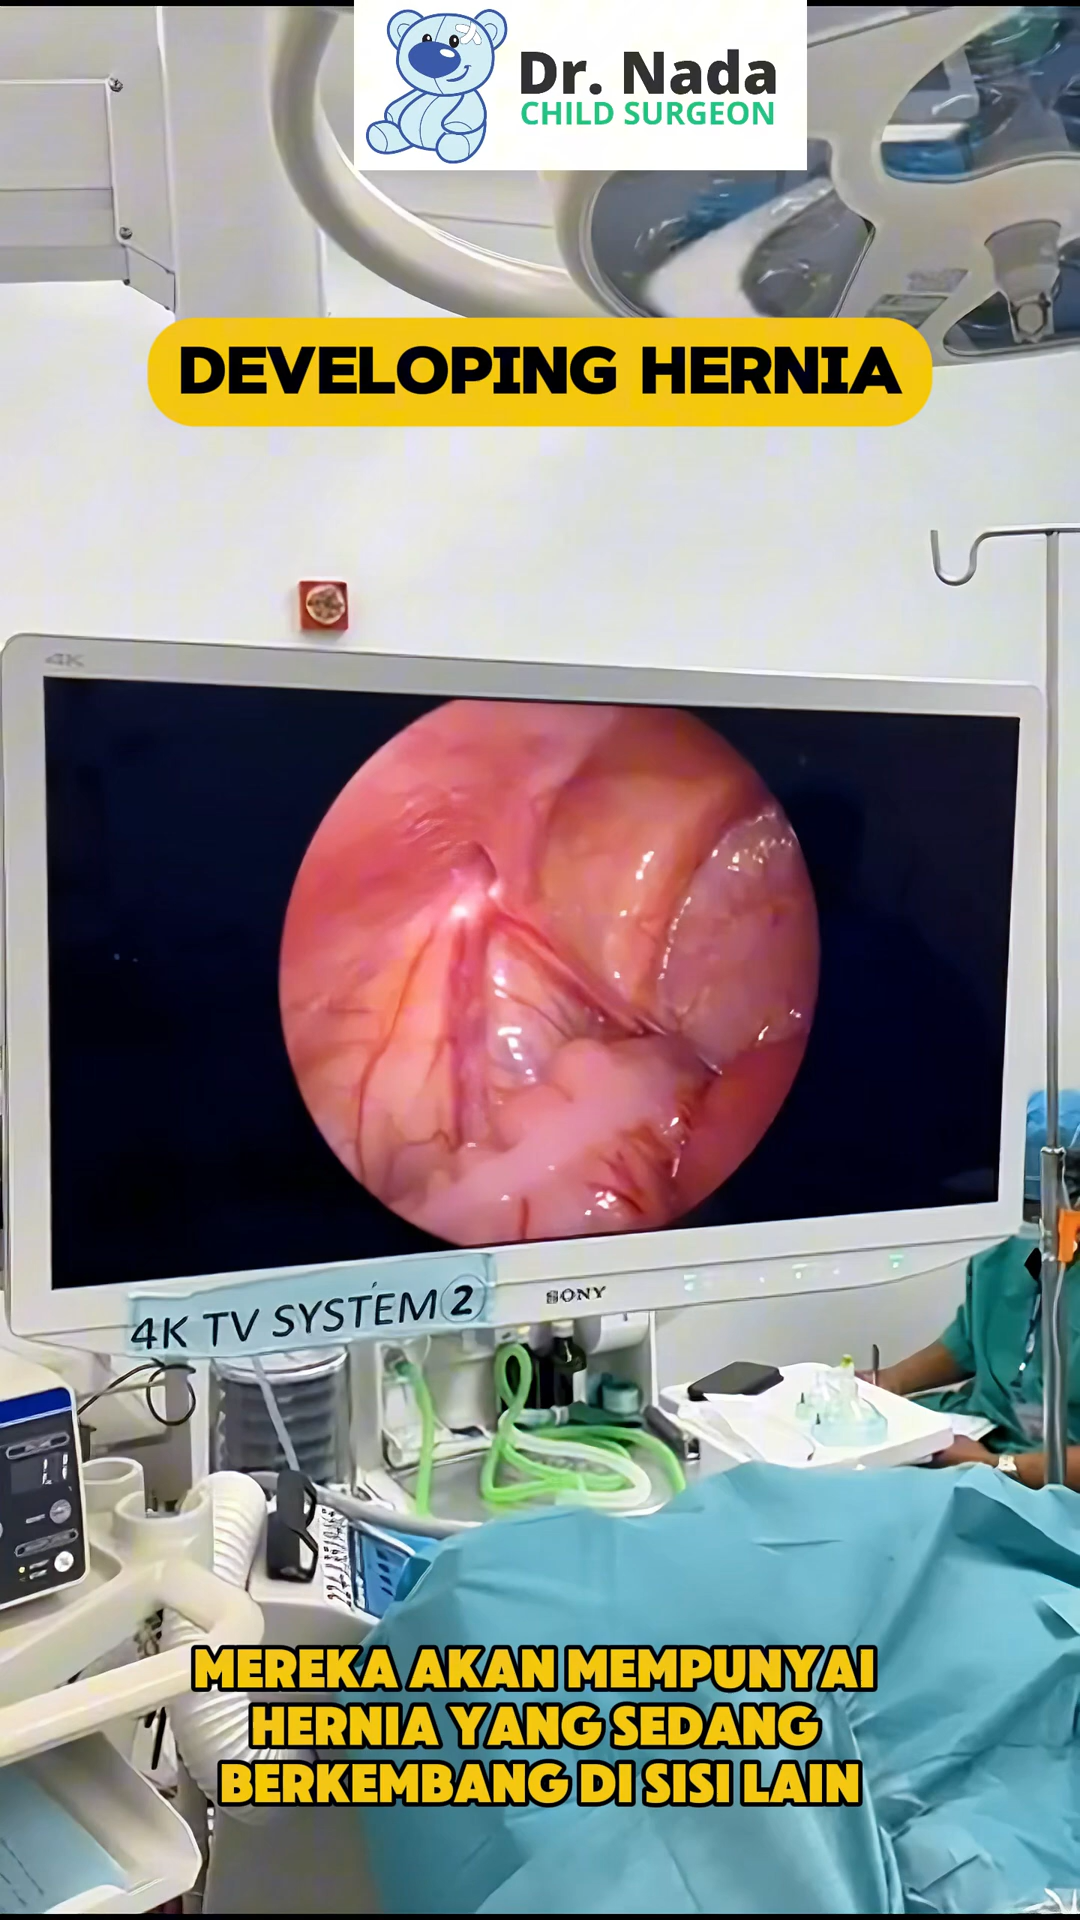 Dr. Nada
CHILD SURGEON
DEVELOPING HERNIA
4K
4K TV SYSTEM 2
SONY
MEREKA AKAN MEMPUNYAI
HERNIA YANG SEDANG
BERKEMBANG DI SISI LAIN